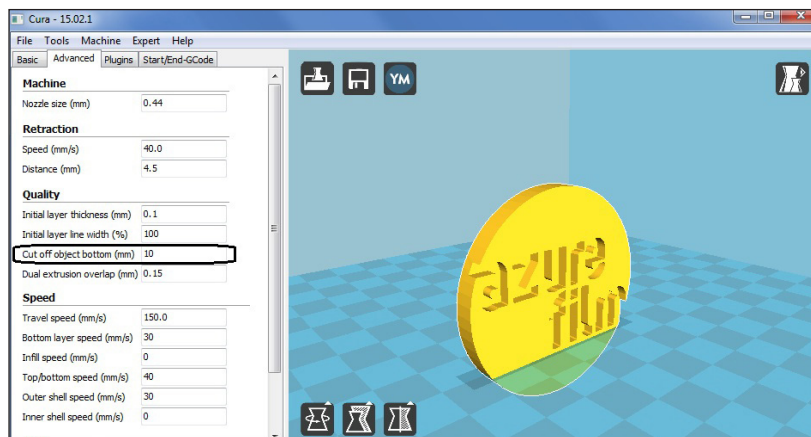 Cura - 15.02.1
File Tools Machine Expert Help
Basic Advanced Plugins Start/End-GCode
Machine
Nozzle size (mm) 0.44
Retraction
Speed (mm/s) 40.0
Distance (mm) 4.5
Quality
Initial layer thickness (mm) 0.1
Initial layer line width (%) 100
Cut off object bottom (mm) 10
Dual extrusion overlap (mm) 0.15
Speed
Travel speed (mm/s) 150.0
Bottom layer speed (mm/s) 30
Infill speed (mm/s) 0
Top/bottom speed (mm/s) 40
Outer shell speed (mm/s) 30
Inner shell speed (mm/s) 0
YM
azure
film